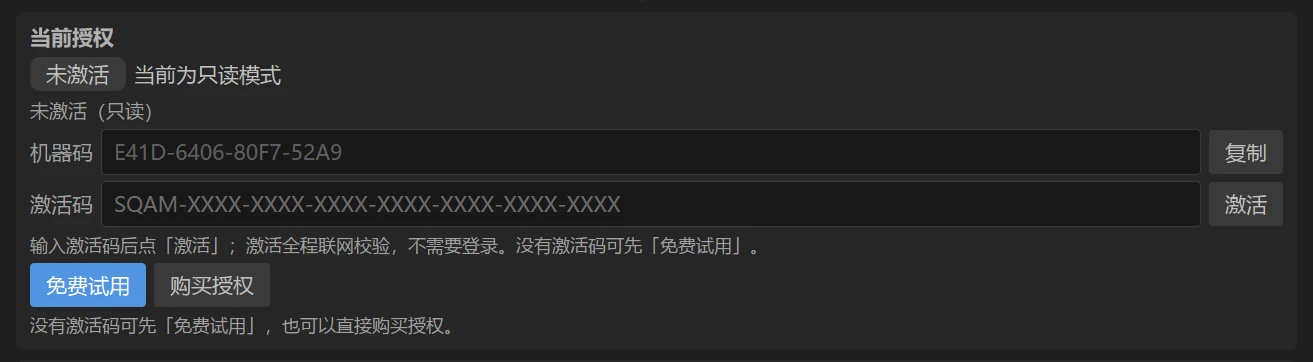 当前授权
未激活 当前为只读模式
未激活（只读）
机器码 E41D-6406-80F7-52A9 复制
激活码 SQAM-XXXX-XXXX-XXXX-XXXX-XXXX-XXXX-XXXX 激活
输入激活码后点「激活」；激活全程联网校验，不需要登录。没有激活码可先「免费试用」。
免费试用 购买授权
没有激活码可先「免费试用」，也可以直接购买授权。